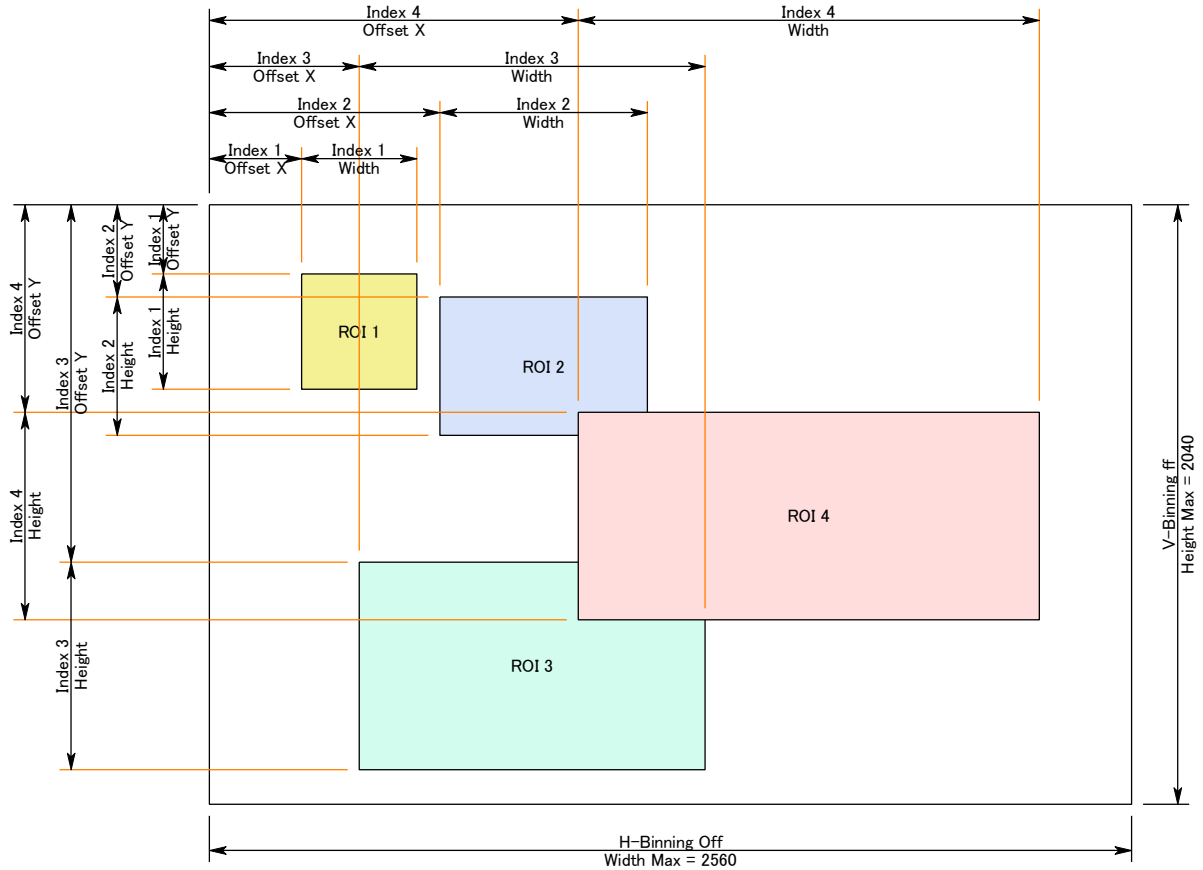 Index 4
Offset X
Index 4
Width
Index 3
Offset X
Index 3
Width
Index 2
Offset X
Index 2
Width
Index 1
Offset X
Index 1
Width
Index 4
Offset Y
Index 3
Offset Y
Index 2
Offset Y
Index 1
Offset Y
Index 1
Height
Index 2
Height
Index 4
Height
Index 3
Height
ROI 1
ROI 2
ROI 4
ROI 3
V-Binning ff
Height Max = 2040
H-Binning Off
Width Max = 2560